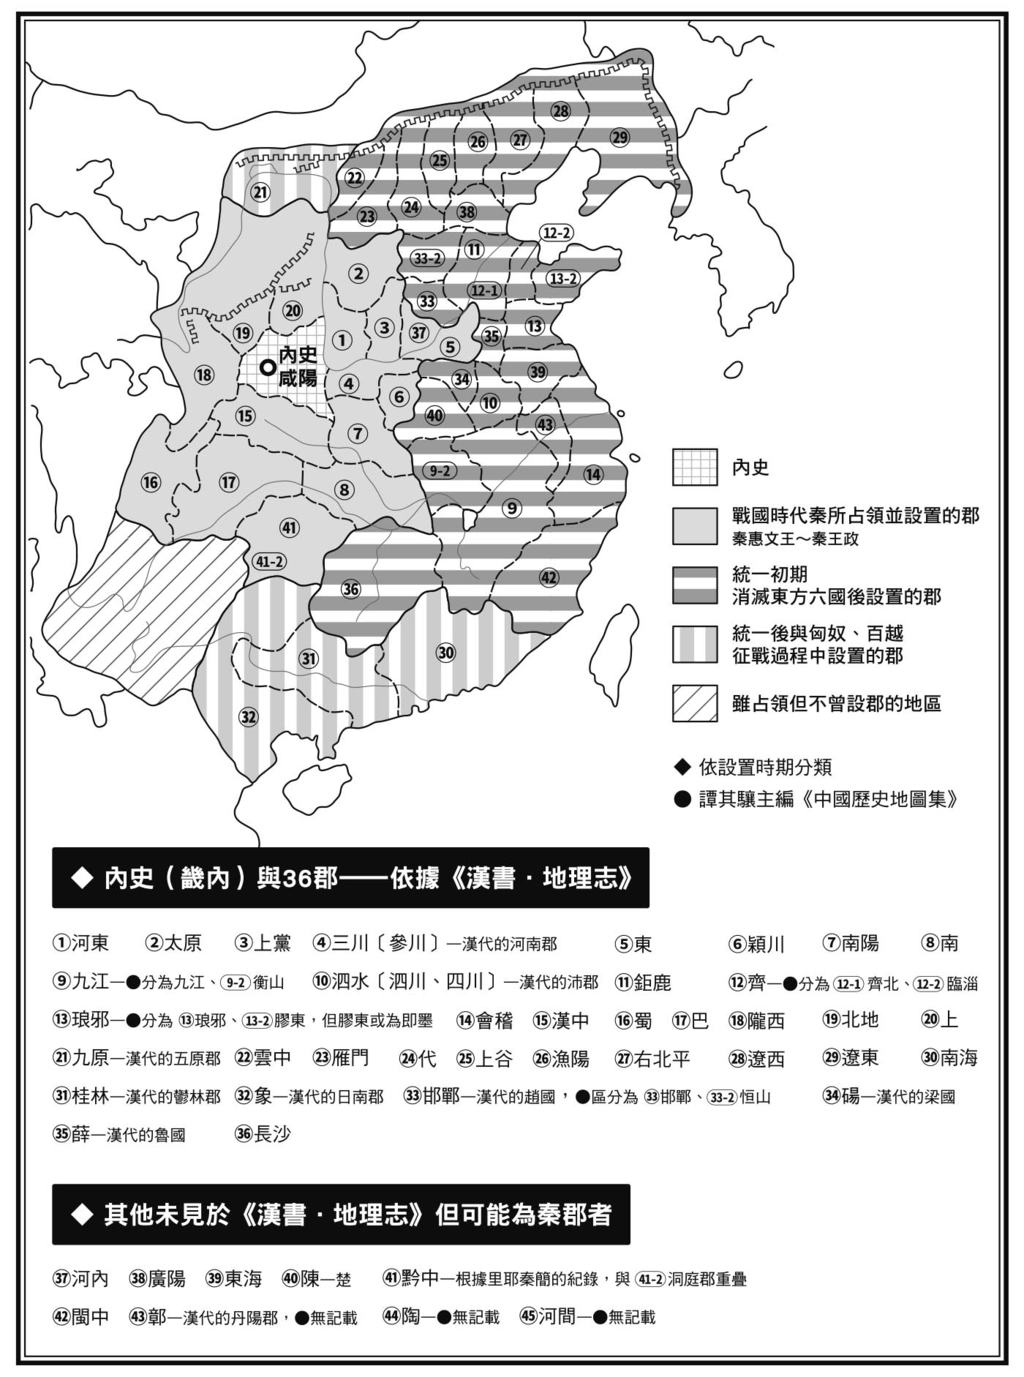 28
29
26
27
25
22
21
24
38
23
12-2
11
33-2
2
13-2
12-1
33
20
3
13
19
37
1
35
5
內史
咸陽
18
39
34
4
6
10
15
40
43
7
9-2
14
16
17
8
9
41
41-2
42
36
30
31
32
內史
戰國時代秦所占領並設置的郡
秦惠文王～秦王政
統一初期
消滅東方六國後設置的郡
統一後與匈奴、百越
征戰過程中設置的郡
雖占領但不曾設郡的地區
◆ 依設置時期分類
● 譚其驤主編《中國歷史地圖集》
◆ 內史（畿內）與36郡──依據《漢書．地理志》
①河東 ②太原 ③上黨 ④三川〔參川〕—漢代的河南郡 ⑤東 ⑥穎川 ⑦南陽 ⑧南
⑨九江—●分為九江、9-2衡山 ⑩泗水〔泗川、四川〕—漢代的沛郡 ⑪鉅鹿 ⑫齊—●分為12-1齊北、12-2臨淄
⑬琅邪—●分為⑬琅邪、13-2膠東，但膠東或為即墨 ⑭會稽 ⑮漢中 ⑯蜀 ⑰巴 ⑱隴西 ⑲北地 ⑳上
㉑九原—漢代的五原郡 ㉒雲中 ㉓雁門 ㉔代 ㉕上谷 ㉖漁陽 ㉗右北平 ㉘遼西 ㉙遼東 ㉚南海
㉛桂林—漢代的鬱林郡 ㉜象—漢代的日南郡 ㉝邯鄲—漢代的趙國，●區分為㉝邯鄲、33-2恒山 ㉞碭—漢代的梁國
㉟薛—漢代的魯國 ㊱長沙
◆ 其他未見於《漢書．地理志》但可能為秦郡者
㊲河內 ㊳廣陽 ㊴東海 ㊵陳—楚 ㊶黔中—根據里耶秦簡的紀錄，與41-2洞庭郡重疊
㊷閩中 ㊸鄣—漢代的丹陽郡，●無記載 ㊹陶—●無記載 ㊺河間—●無記載